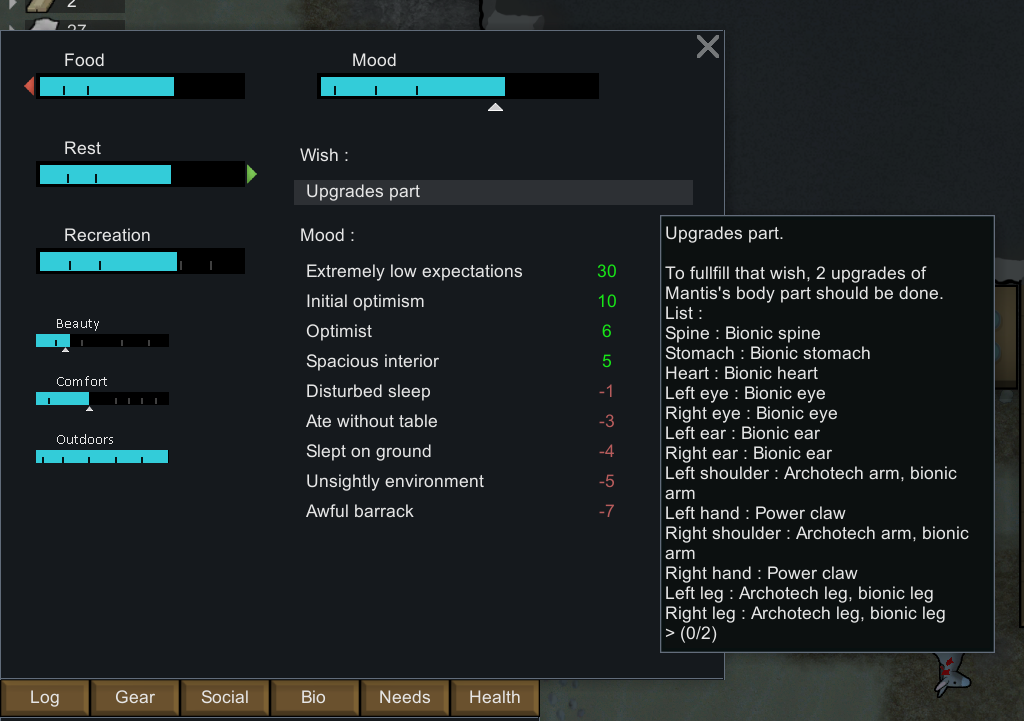 2
27
Food
Mood
Rest
Wish :
Upgrades part
Recreation
Mood :
Extremely low expectations 30
Initial optimism 10
Optimist 6
Spacious interior 5
Disturbed sleep -1
Ate without table -3
Slept on ground -4
Unsightly environment -5
Awful barrack -7
Beauty
Comfort
Outdoors
Upgrades part.
To fullfill that wish, 2 upgrades of
Mantis's body part should be done.
List :
Spine : Bionic spine
Stomach : Bionic stomach
Heart : Bionic heart
Left eye : Bionic eye
Right eye : Bionic eye
Left ear : Bionic ear
Right ear : Bionic ear
Left shoulder : Archotech arm, bionic
arm
Left hand : Power claw
Right shoulder : Archotech arm, bionic
arm
Right hand : Power claw
Left leg : Archotech leg, bionic leg
Right leg : Archotech leg, bionic leg
> (0/2)
Log
Gear
Social
Bio
Needs
Health